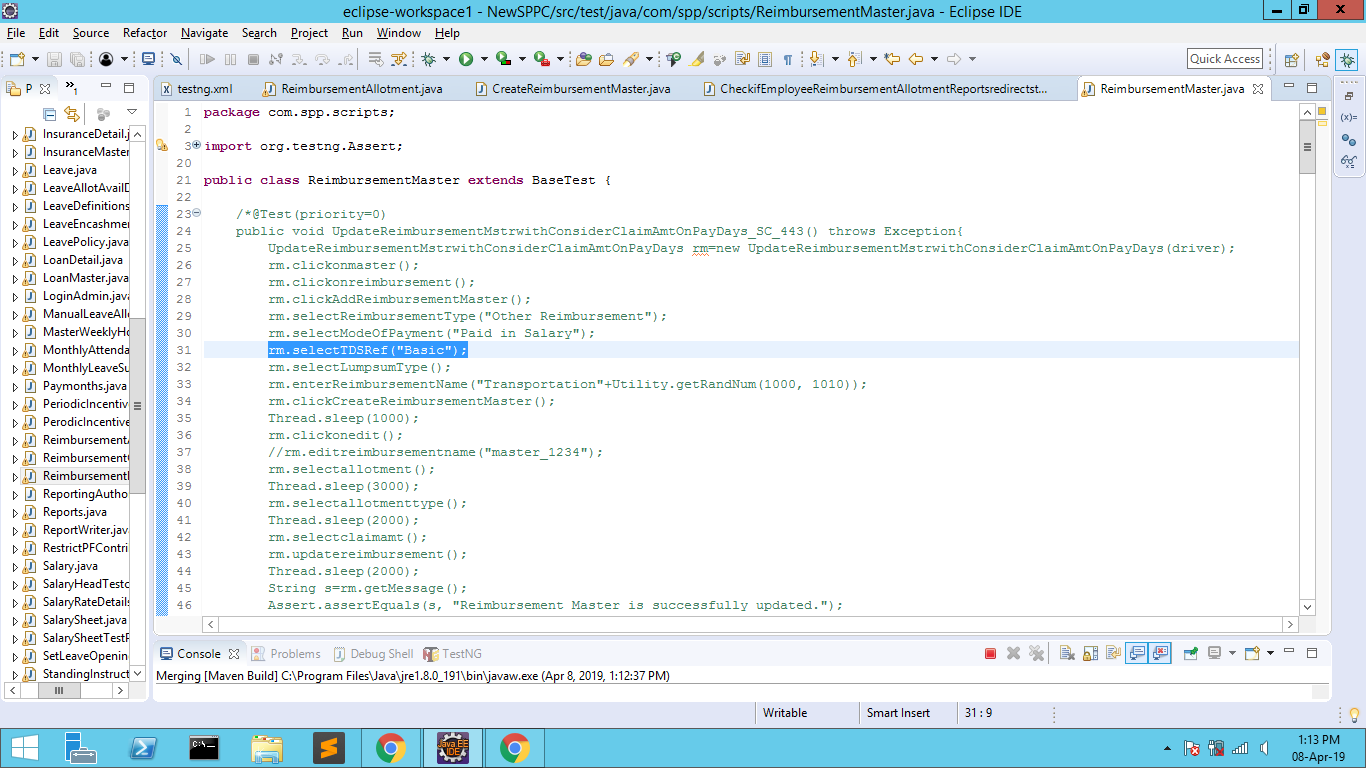 eclipse-workspace1 - NewSPPC/src/test/java/com/spp/scripts/ReimbursementMaster.java - Eclipse IDE
File Edit Source Refactor Navigate Search Project Run Window Help
Quick Access
P
testng.xml
ReimbursementAllotment.java
CreateReimbursementMaster.java
CheckifEmployeeReimbursementAllotmentReportsredirectst...
ReimbursementMaster.java
InsuranceDetail.j
InsuranceMaster
Leave.java
LeaveAllotAvailD
LeaveDefinitions
LeaveEncashme
LeavePolicy.java
LoanDetail.java
LoanMaster.java
LoginAdmin.java
ManualLeaveAllo
MasterWeeklyHo
MonthlyAttenda
MonthlyLeaveSu
Paymonths.java
PeriodicIncentiv
PerodicIncentive
ReimbursementA
Reimbursement
ReimbursementI
ReportingAutho
Reports.java
ReportWriter.java
RestrictPFContri
Salary.java
SalaryHeadTestc
SalaryRateDetails
SalarySheet.java
SalarySheetTestF
SetLeaveOpenin
StandingInstruct
1 package com.spp.scripts;
2
3 import org.testng.Assert;
20
21 public class ReimbursementMaster extends BaseTest {
22
23 /*@Test(priority=0)
24 public void UpdateReimbursementMstrwithConsiderClaimAmtOnPayDays_SC_443() throws Exception{
25 UpdateReimbursementMstrwithConsiderClaimAmtOnPayDays rm=new UpdateReimbursementMstrwithConsiderClaimAmtOnPayDays(driver);
26 rm.clickonmaster();
27 rm.clickonreimbursement();
28 rm.clickAddReimbursementMaster();
29 rm.selectReimbursementType("Other Reimbursement");
30 rm.selectModeOfPayment("Paid in Salary");
31 rm.selectTDSRef("Basic");
32 rm.selectLumpsumType();
33 rm.enterReimbursementName("Transportation"+Utility.getRandNum(1000, 1010));
34 rm.clickCreateReimbursementMaster();
35 Thread.sleep(1000);
36 rm.clickonedit();
37 //rm.editreimbursementname("master_1234");
38 rm.selectallotment();
39 Thread.sleep(3000);
40 rm.selectallotmenttype();
41 Thread.sleep(2000);
42 rm.selectclaimamt();
43 rm.updatereimbursement();
44 Thread.sleep(2000);
45 String s=rm.getMessage();
46 Assert.assertEquals(s, "Reimbursement Master is successfully updated.");
Console Problems Debug Shell TestNG
Merging [Maven Build] C:\Program Files\Java\jre1.8.0_191\bin\javaw.exe (Apr 8, 2019, 1:12:37 PM)
Writable Smart Insert 31 : 9
Java EE
IDE
1:13 PM
08-Apr-19